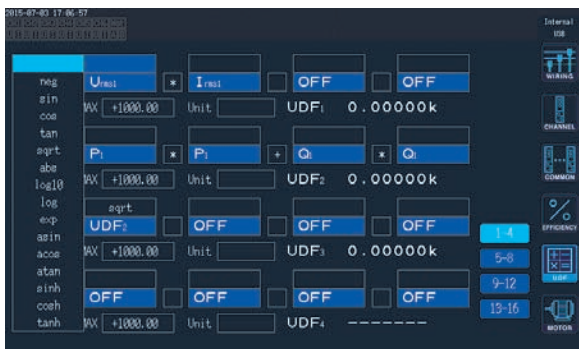 2015-07-03 17:06:57
Internal
USB
neg
sin
cos
tan
sqrt
abs
log10
log
exp
asin
acos
atan
sinh
cosh
tanh
Urms1 * Irms1 OFF OFF
MAX +1000.00 Unit UDF1 0.00000k
P1 * P1 + Q1 * Q1
MAX +1000.00 Unit UDF2 0.00000k
sqrt
UDF2 OFF OFF OFF
MAX +1000.00 Unit UDF3 0.00000k
OFF OFF OFF OFF
MAX +1000.00 Unit UDF4 -------
1-4
5-8
9-12
13-16
WIRING
CHANNEL
COMMON
EFFICIENCY
UDF
MOTOR